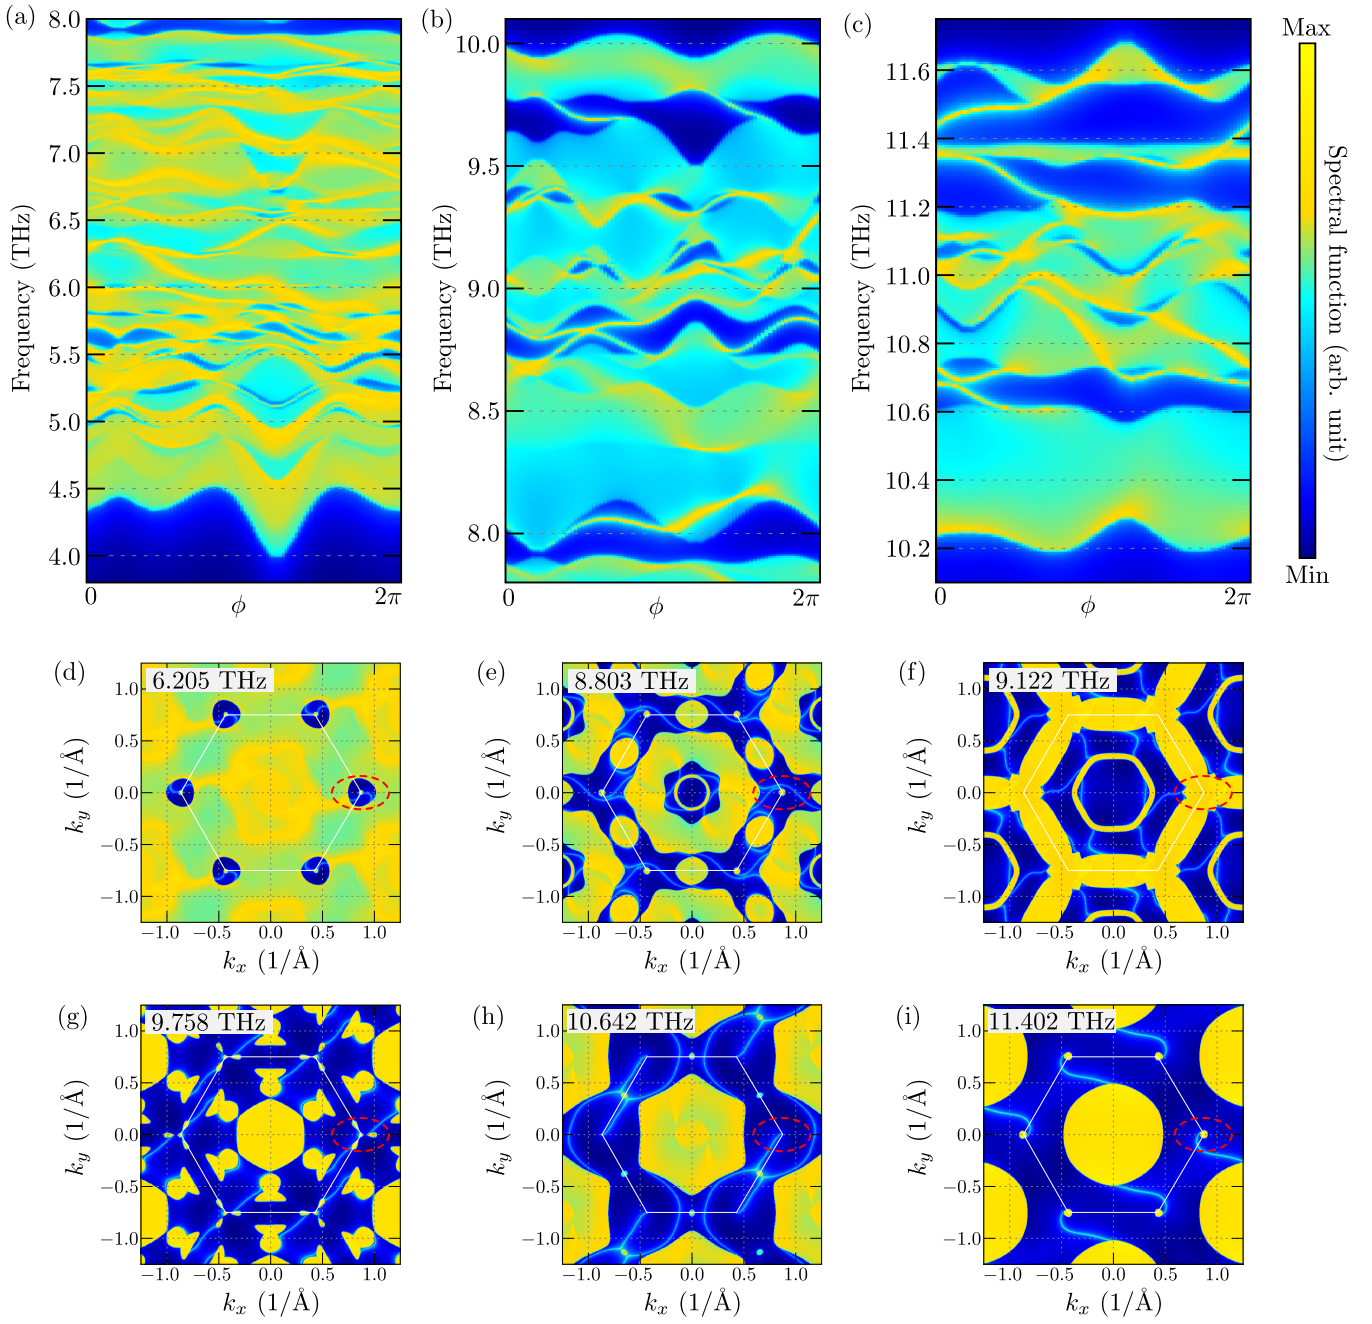 (a)
8.0
7.5
7.0
6.5
6.0
5.5
5.0
4.5
4.0
Frequency (THz)
0
ϕ
2π
(b)
10.0
9.5
9.0
8.5
8.0
Frequency (THz)
0
ϕ
2π
(c)
11.6
11.4
11.2
11.0
10.8
10.6
10.4
10.2
Frequency (THz)
0
ϕ
2π
Max
Min
Spectral function (arb. unit)
(d)
6.205 THz
1.0
0.5
0.0
−0.5
−1.0
k_y (1/Å)
−1.0 −0.5 0.0 0.5 1.0
k_x (1/Å)
(e)
8.803 THz
1.0
0.5
0.0
−0.5
−1.0
k_y (1/Å)
−1.0 −0.5 0.0 0.5 1.0
k_x (1/Å)
(f)
9.122 THz
1.0
0.5
0.0
−0.5
−1.0
k_y (1/Å)
−1.0 −0.5 0.0 0.5 1.0
k_x (1/Å)
(g)
9.758 THz
1.0
0.5
0.0
−0.5
−1.0
k_y (1/Å)
−1.0 −0.5 0.0 0.5 1.0
k_x (1/Å)
(h)
10.642 THz
1.0
0.5
0.0
−0.5
−1.0
k_y (1/Å)
−1.0 −0.5 0.0 0.5 1.0
k_x (1/Å)
(i)
11.402 THz
1.0
0.5
0.0
−0.5
−1.0
k_y (1/Å)
−1.0 −0.5 0.0 0.5 1.0
k_x (1/Å)